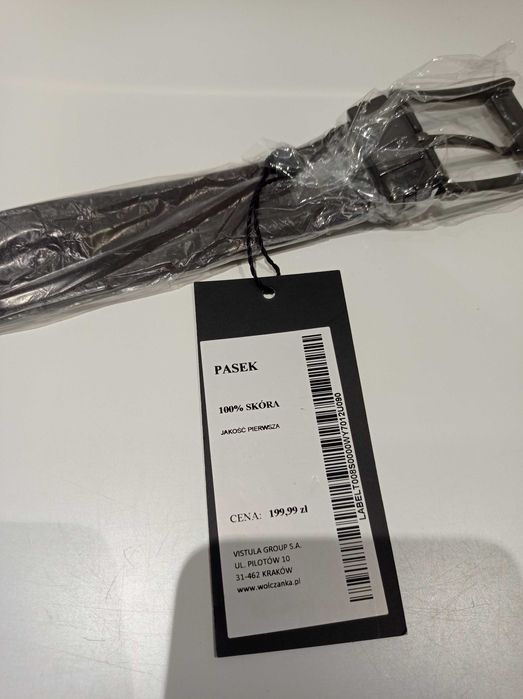 PASEK
100% SKÓRA
JAKOŚĆ PIERWSZA
CENA: 199,99 zł
VISTULA GROUP S.A.
UL. PILOTÓW 10
31-462 KRAKÓW
www.wolczanka.pl
LABELT008S0000WY7012U090